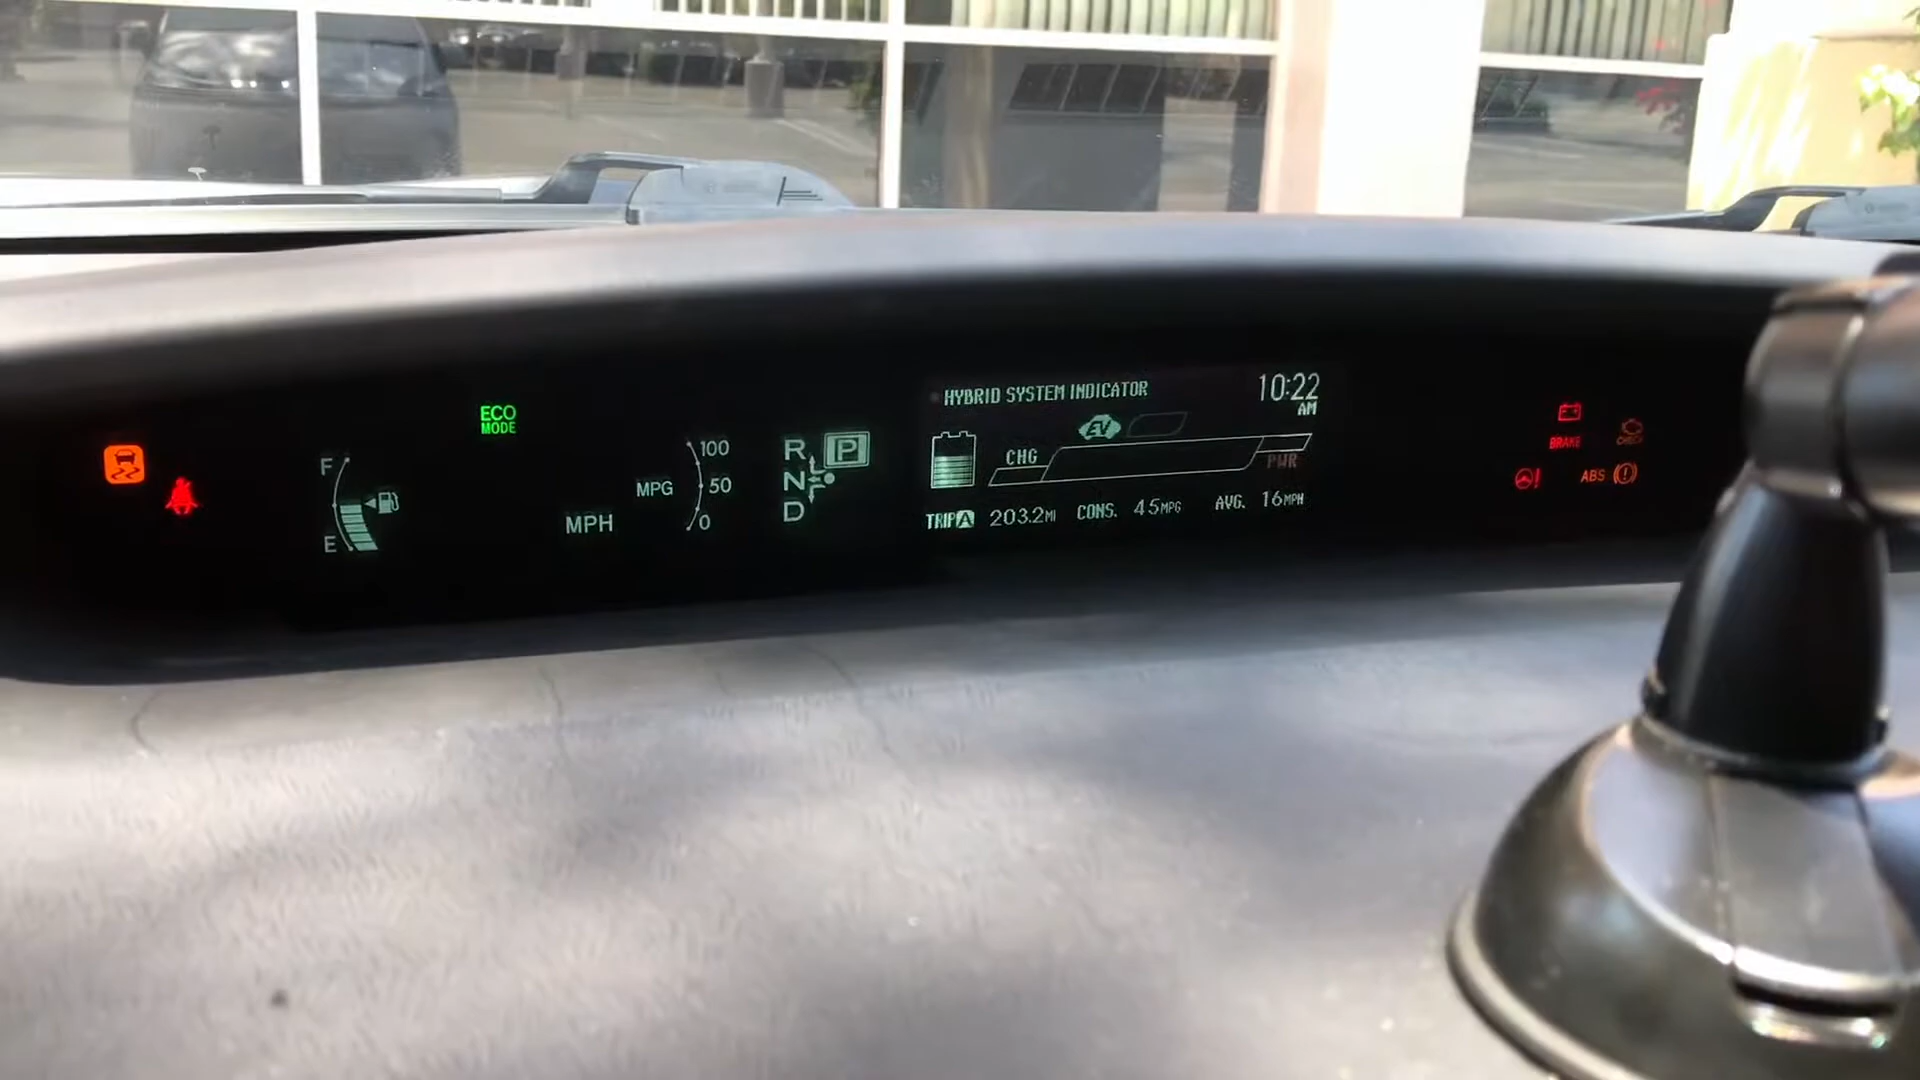 ECO
MODE
F
E
MPH
MPG
100
50
0
R
N
D
P
HYBRID SYSTEM INDICATOR
10:22
AM
EV
CHG
PWR
TRIP A 203.2MI CONS. 45MPG AVG. 16MPH
BRAKE
CHECK
!
ABS
!